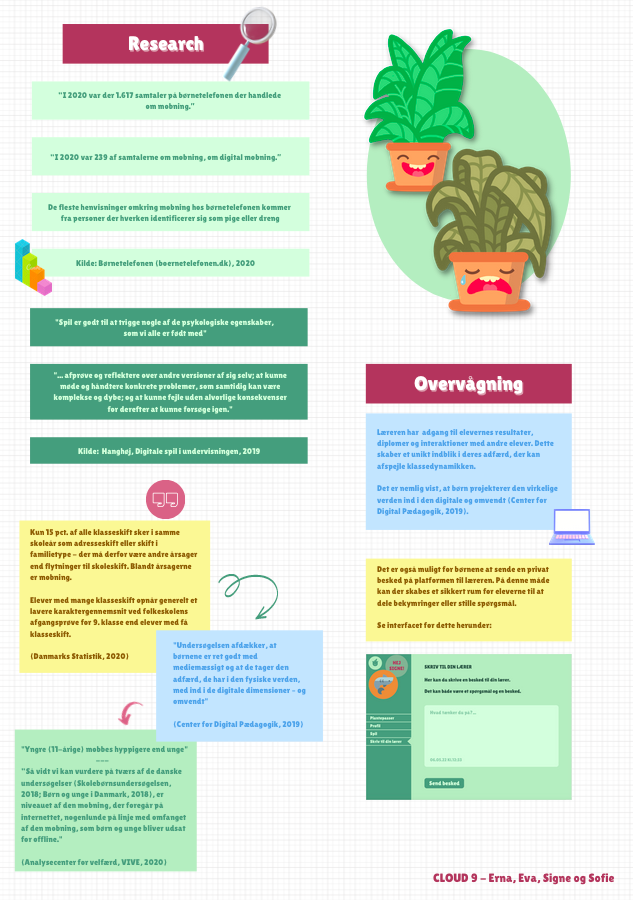 Research
"I 2020 var der 1.617 samtaler på børnetelefonen der handlede
om mobning."
"I 2020 var 239 af samtalerne om mobning, om digital mobning."
De fleste henvisninger omkring mobning hos børnetelefonen kommer
fra personer der hverken identificerer sig som pige eller dreng
Kilde: Børnetelefonen (boernetelefonen.dk), 2020
"Spil er godt til at trigge nogle af de psykologiske egenskaber,
som vi alle er født med"
"... afprøve og reflektere over andre versioner af sig selv; at kunne
møde og håndtere konkrete problemer, som samtidig kan være
komplekse og dybe; og at kunne fejle uden alvorlige konsekvenser
for derefter at kunne forsøge igen."
Kilde: Hanghøj, Digitale spil i undervisningen, 2019
Kun 15 pct. af alle klasseskift sker i samme
skoleår som adresseskift eller skift i
familietype - der må derfor være andre årsager
end flytninger til skoleskift. Blandt årsagerne
er mobning.
Elever med mange klasseskift opnår generelt et
lavere karaktergennemsnit ved folkeskolens
afgangsprøve for 9. klasse end elever med få
klasseskift.
(Danmarks Statistik, 2020)
"Undersøgelsen afdækker, at
børnene er ret godt med
mediemæssigt og at de tager den
adfærd, de har i den fysiske verden,
med ind i de digitale dimensioner - og
omvendt"
(Center for Digital Pædagogik, 2019)
"Yngre (11-årige) mobbes hyppigere end unge"
~~~
"Så vidt vi kan vurdere på tværs af de danske
undersøgelser (Skolebørnsundersøgelsen,
2018; Børn og unge i Danmark, 2018), er
niveauet af den mobning, der foregår på
internettet, nogenlunde på linje med omfanget
af den mobning, som børn og unge bliver udsat
for offline."
(Analysecenter for velfærd, VIVE, 2020)
Overvågning
Læreren har adgang til elevernes resultater,
diplomer og interaktioner med andre elever. Dette
skaber et unikt indblik i deres adfærd, der kan
afspejle klassedynamikken.
Det er nemlig vist, at børn projekterer den virkelige
verden ind i den digitale og omvendt (Center for
Digital Pædagogik, 2019).
Det er også muligt for børnene at sende en privat
besked på platformen til læreren. På denne måde
kan der skabes et sikkert rum for eleverne til at
dele bekymringer eller stille spørgsmål.
Se interfacet for dette herunder:
HEJ
SIGNE!
Plantepasser
Profil
Spil
Skriv til din lærer
SKRIV TIL DIN LÆRER
Her kan du skrive en besked til din lærer.
Det kan både være et spørgsmål og en besked.
Hvad tænker du på?...
Send besked
CLOUD 9 - Erna, Eva, Signe og Sofie